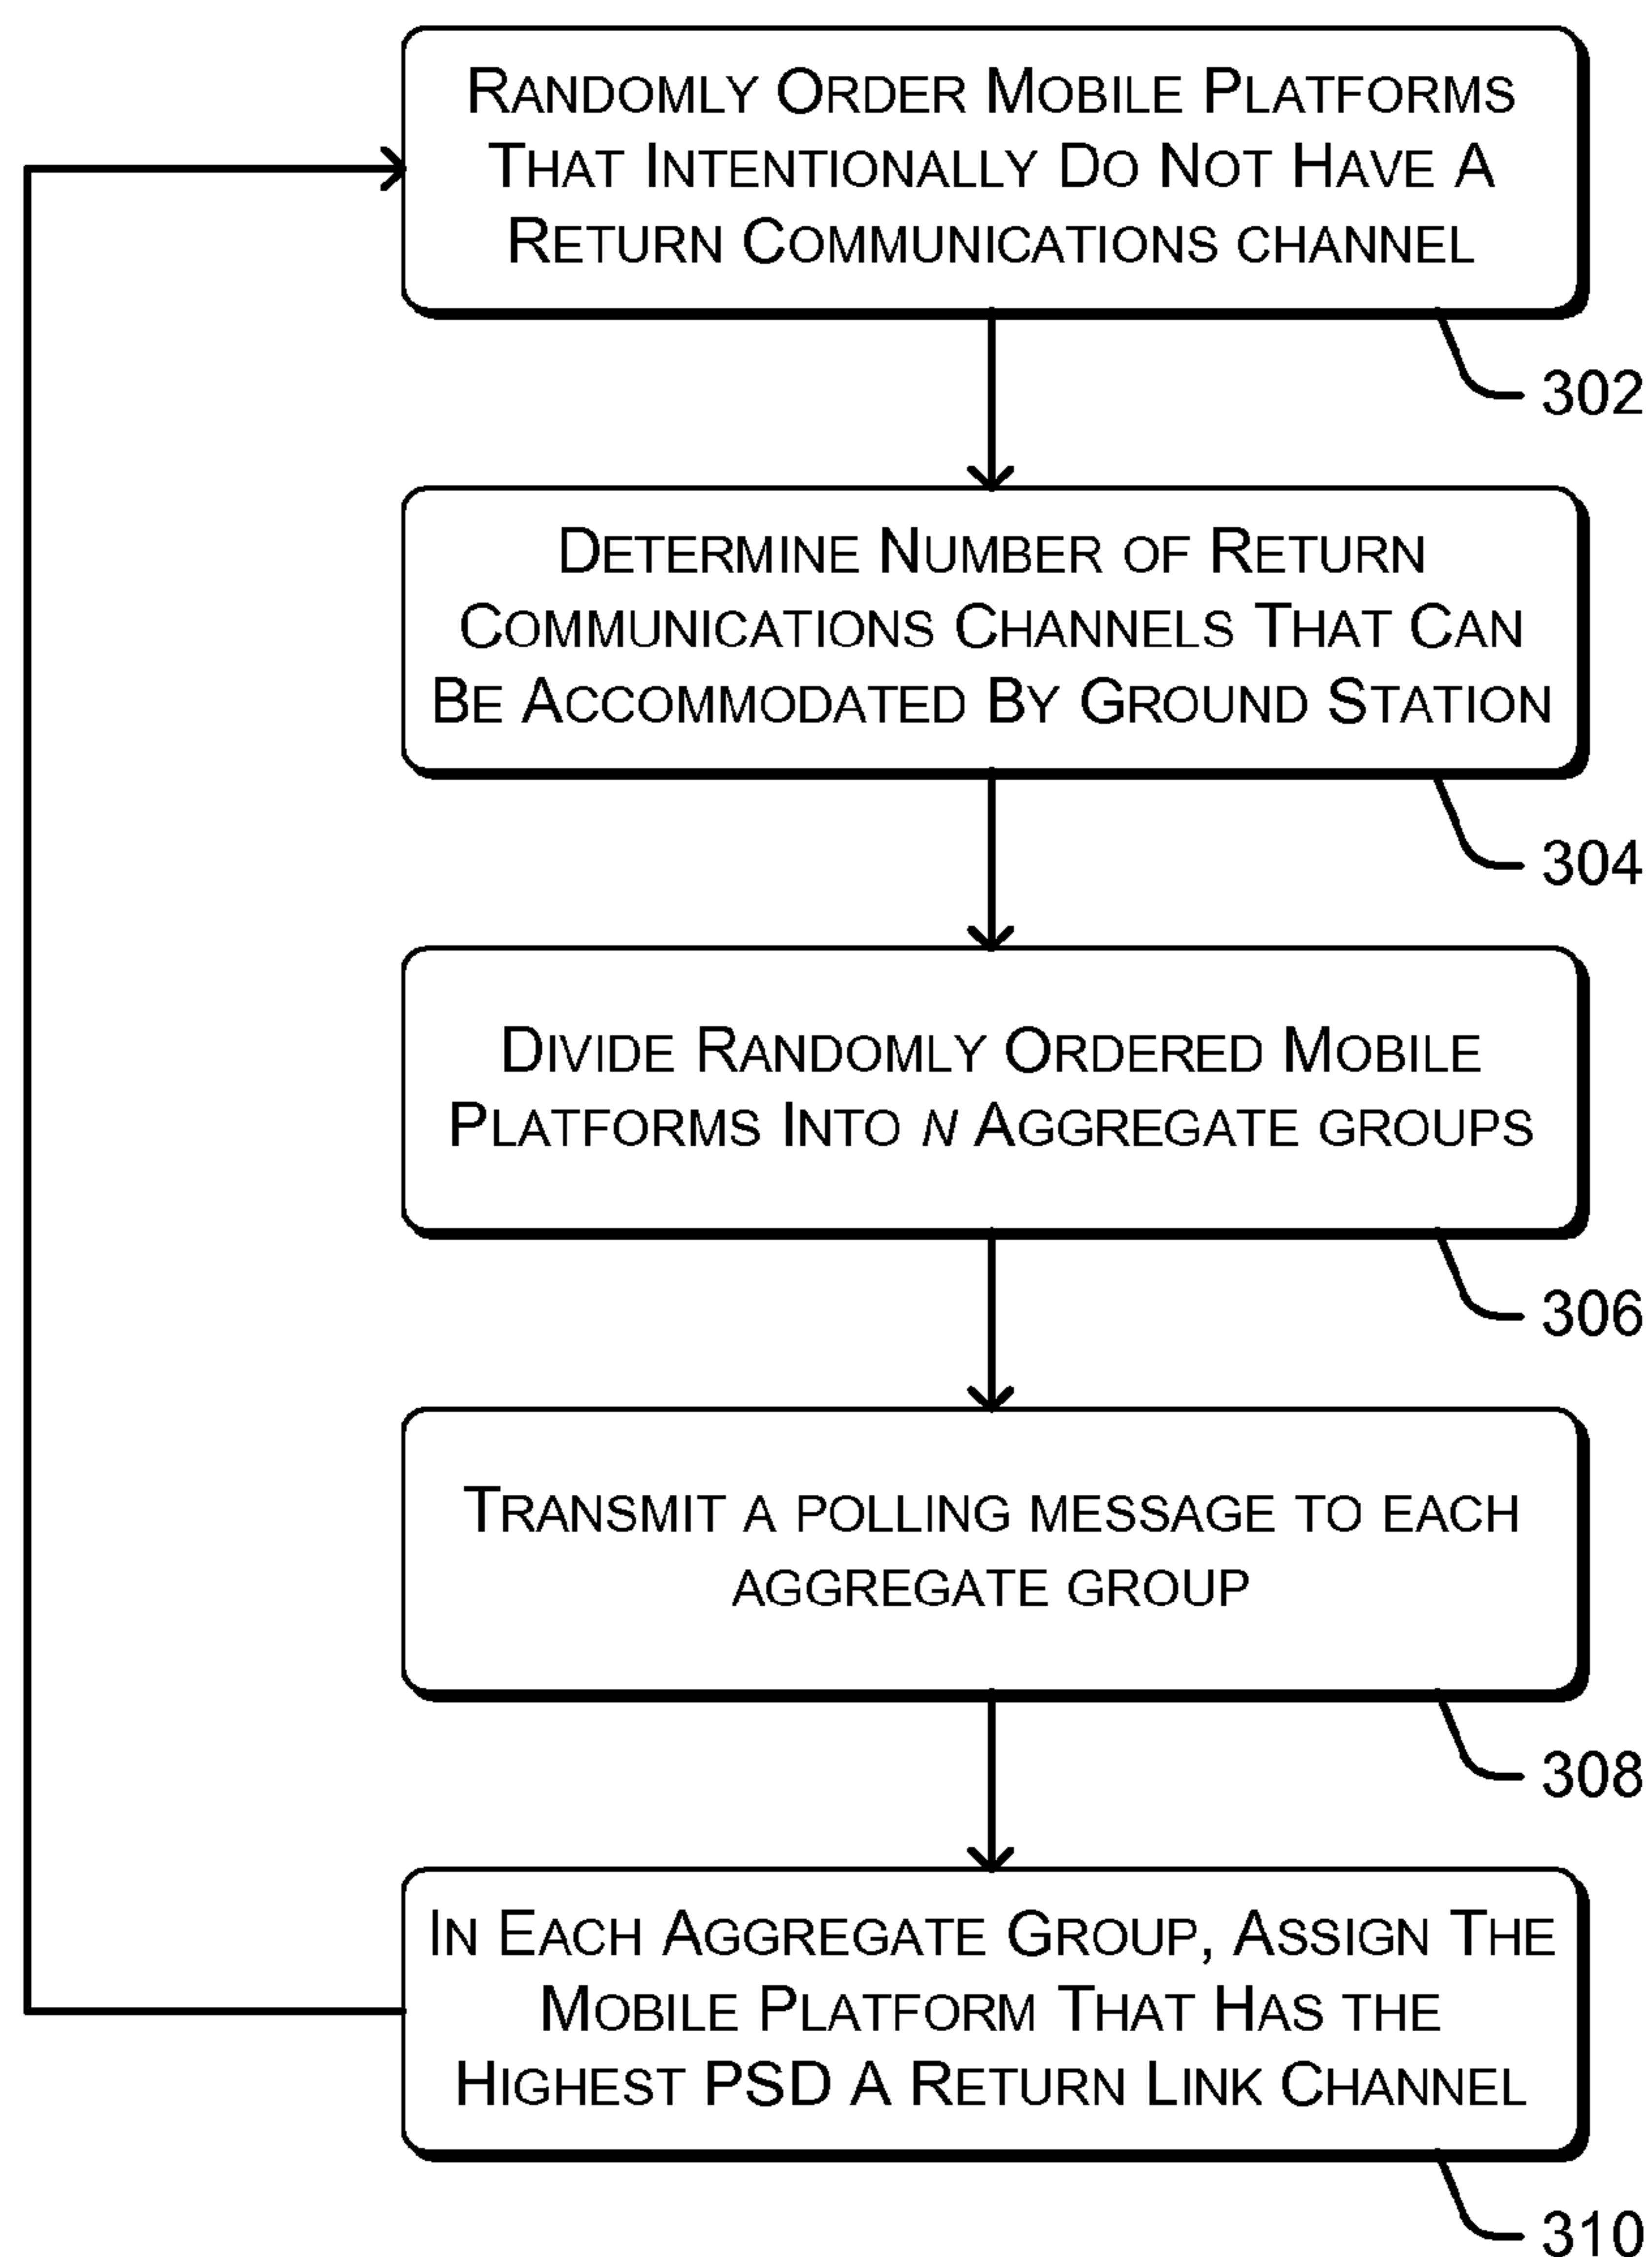 RANDOMLY ORDER MOBILE PLATFORMS
THAT INTENTIONALLY DO NOT HAVE A
RETURN COMMUNICATIONS CHANNEL
302
DETERMINE NUMBER OF RETURN
COMMUNICATIONS CHANNELS THAT CAN
BE ACCOMMODATED BY GROUND STATION
304
DIVIDE RANDOMLY ORDERED MOBILE
PLATFORMS INTO N AGGREGATE GROUPS
306
TRANSMIT A POLLING MESSAGE TO EACH
AGGREGATE GROUP
308
IN EACH AGGREGATE GROUP, ASSIGN THE
MOBILE PLATFORM THAT HAS THE
HIGHEST PSD A RETURN LINK CHANNEL
310